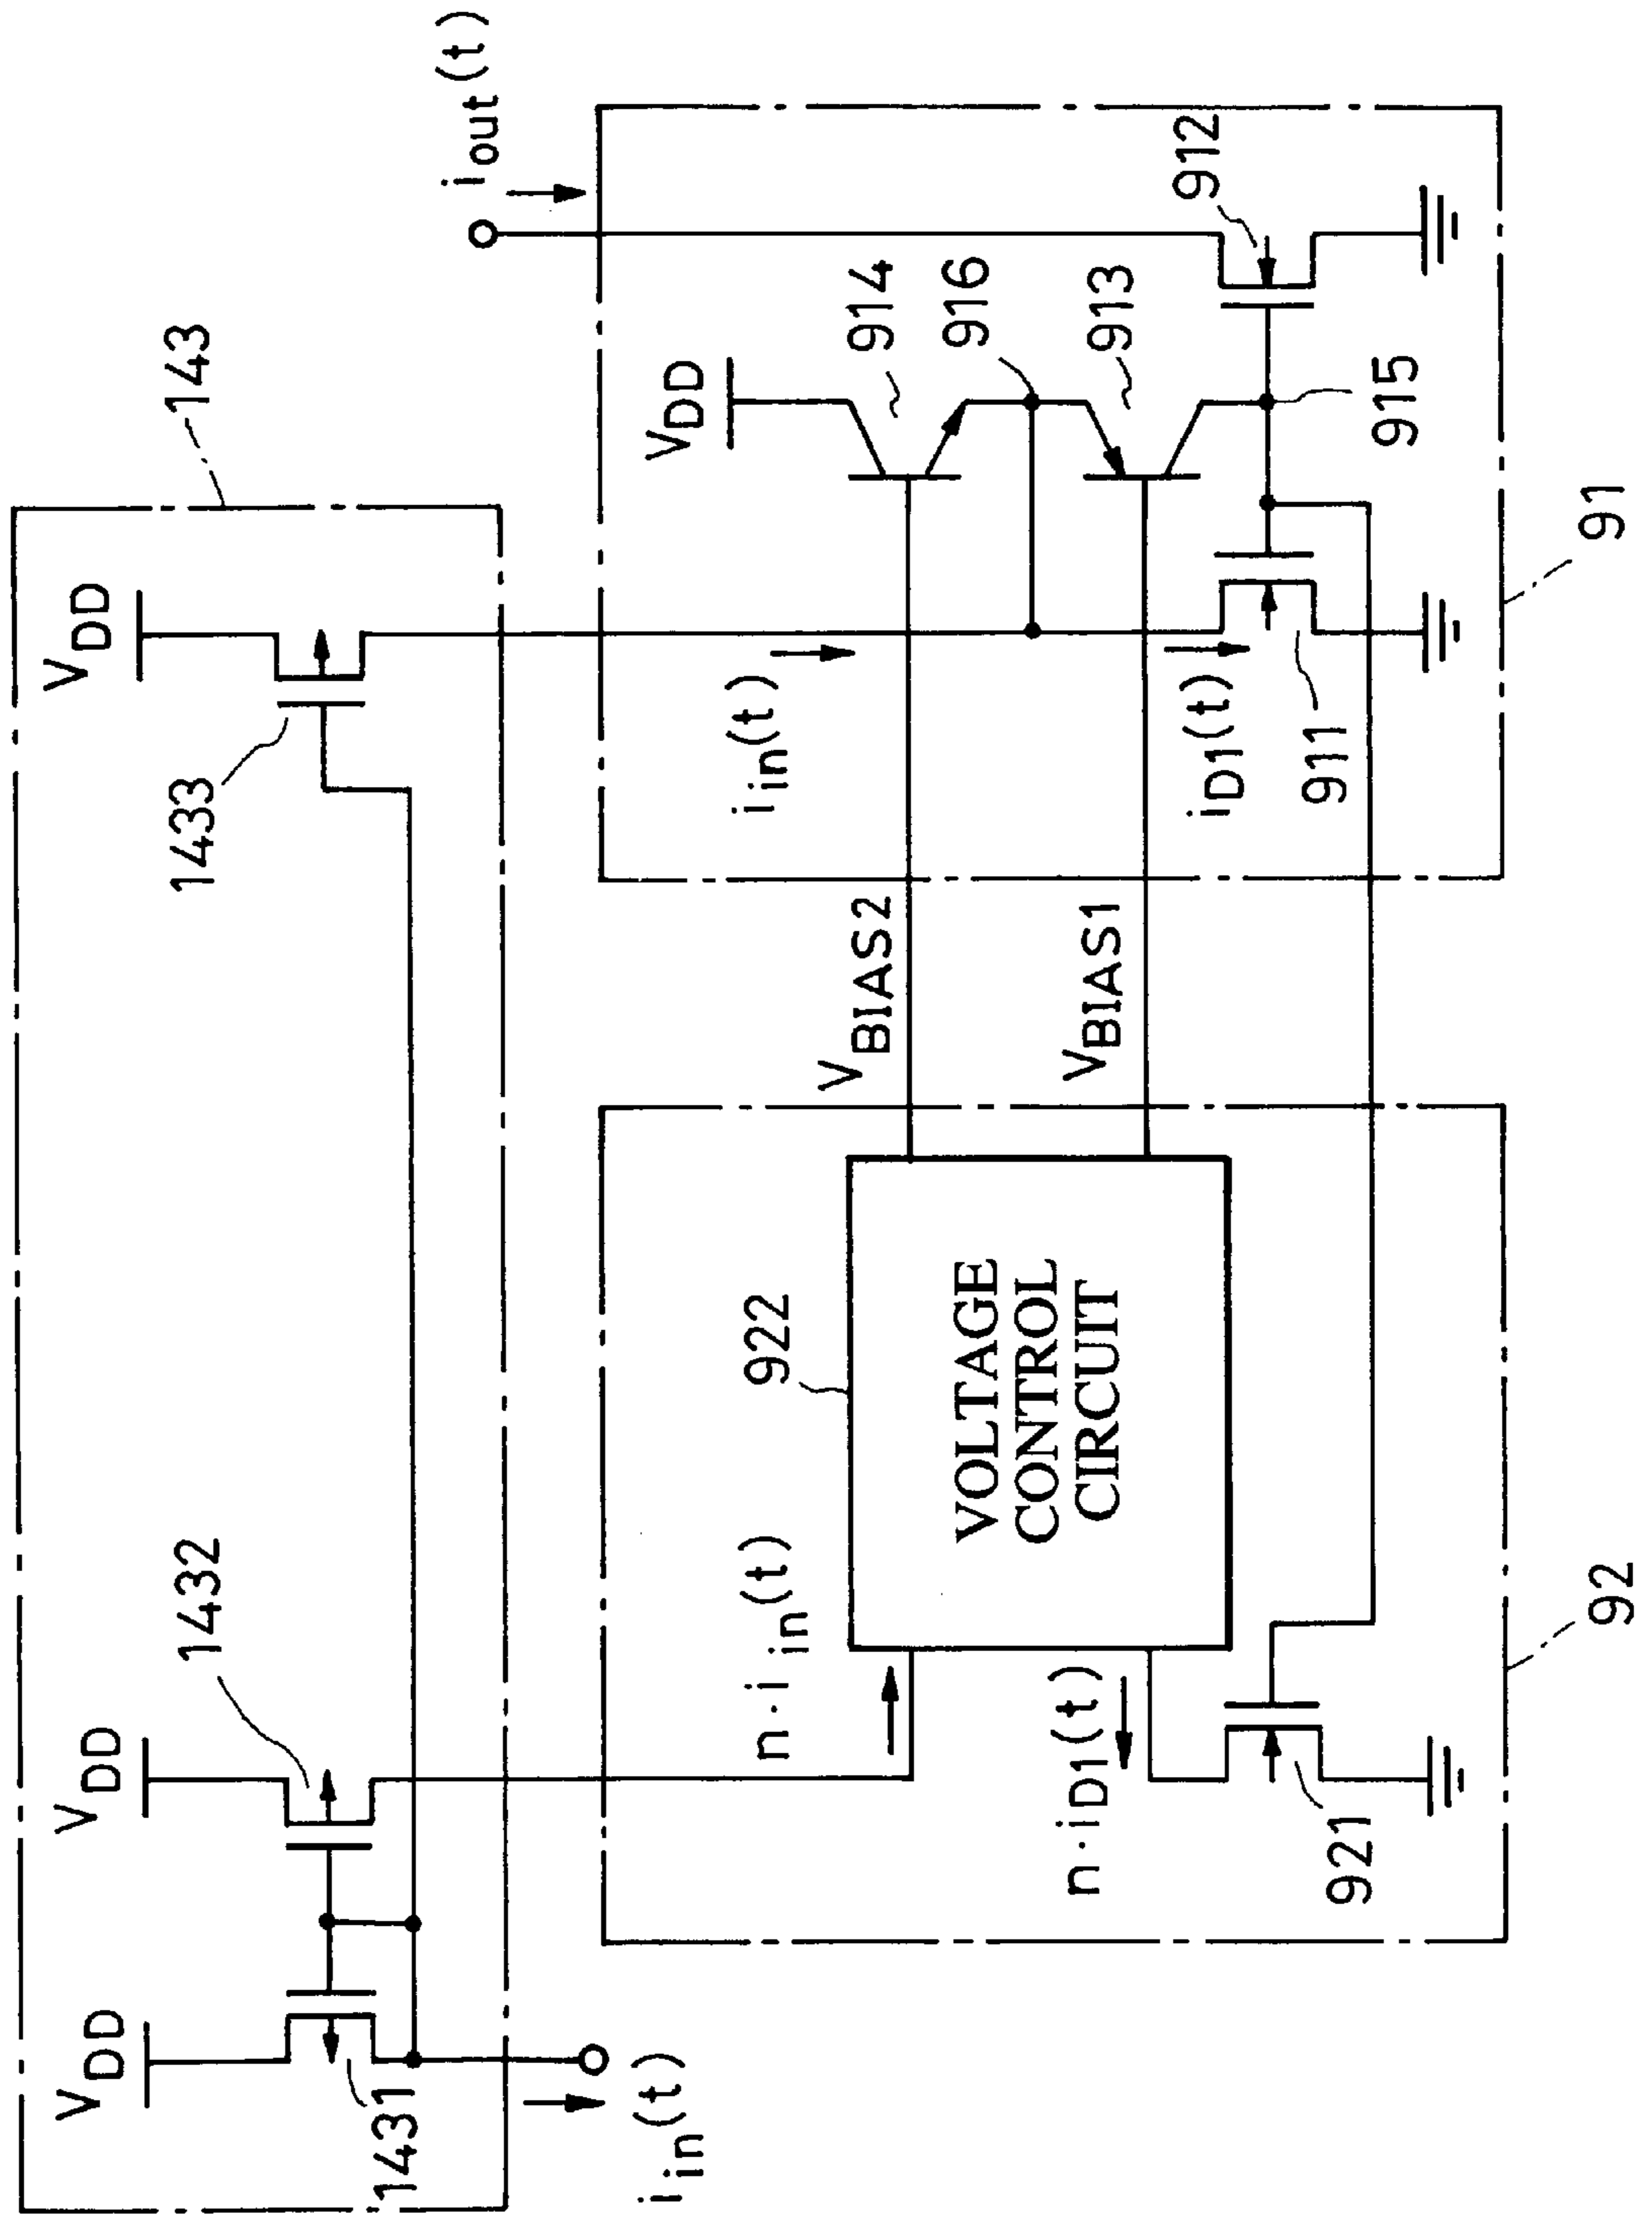 143
V_DD
V_DD
V_DD
1431
1432
1433
i_in(t)
i_out(t)
n·i_in(t)
922
VOLTAGE
CONTROL
CIRCUIT
n·i_D1(t)
921
92
V_BIAS2
V_BIAS1
i_in(t)
i_D1(t)
911
V_DD
914
916
913
915
912
91